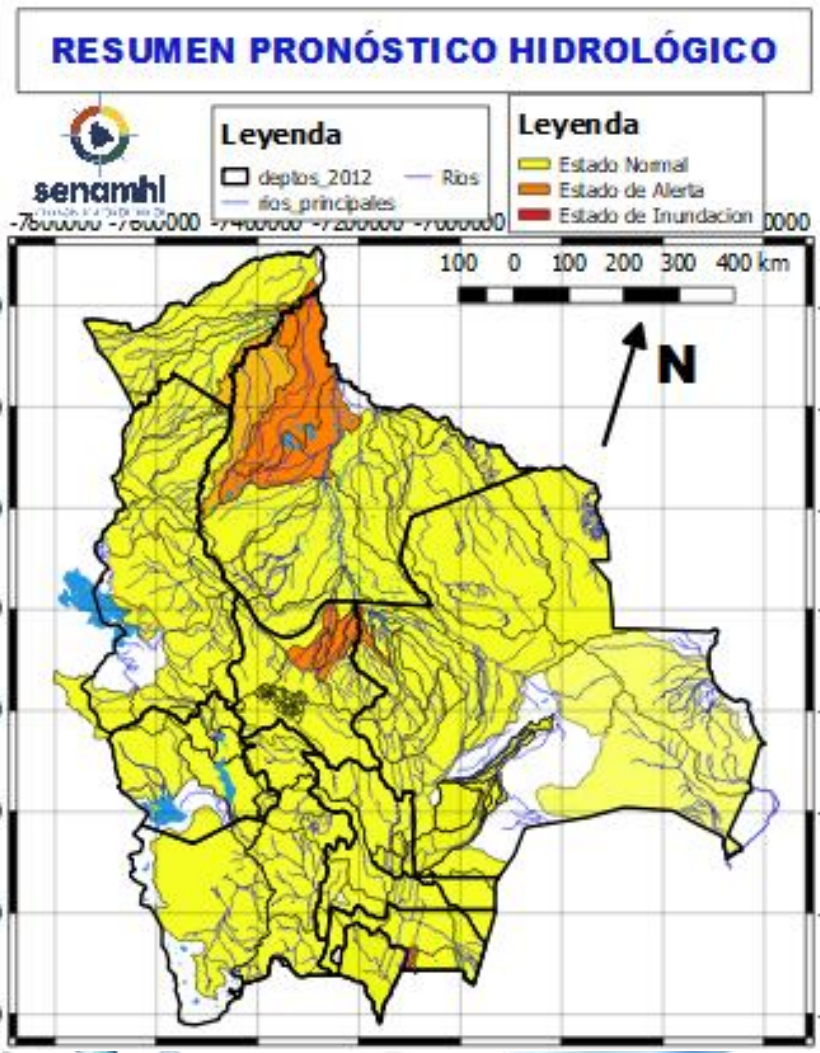 RESUMEN PRONÓSTICO HIDROLÓGICO
senamhi
Leyenda
deptos_2012
Rios
rios_principales
Leyenda
Estado Normal
Estado de Alerta
Estado de Inundacion
-7800000 -7600000 -7400000 -7200000 -7000000
100 0 100 200 300 400 km
N